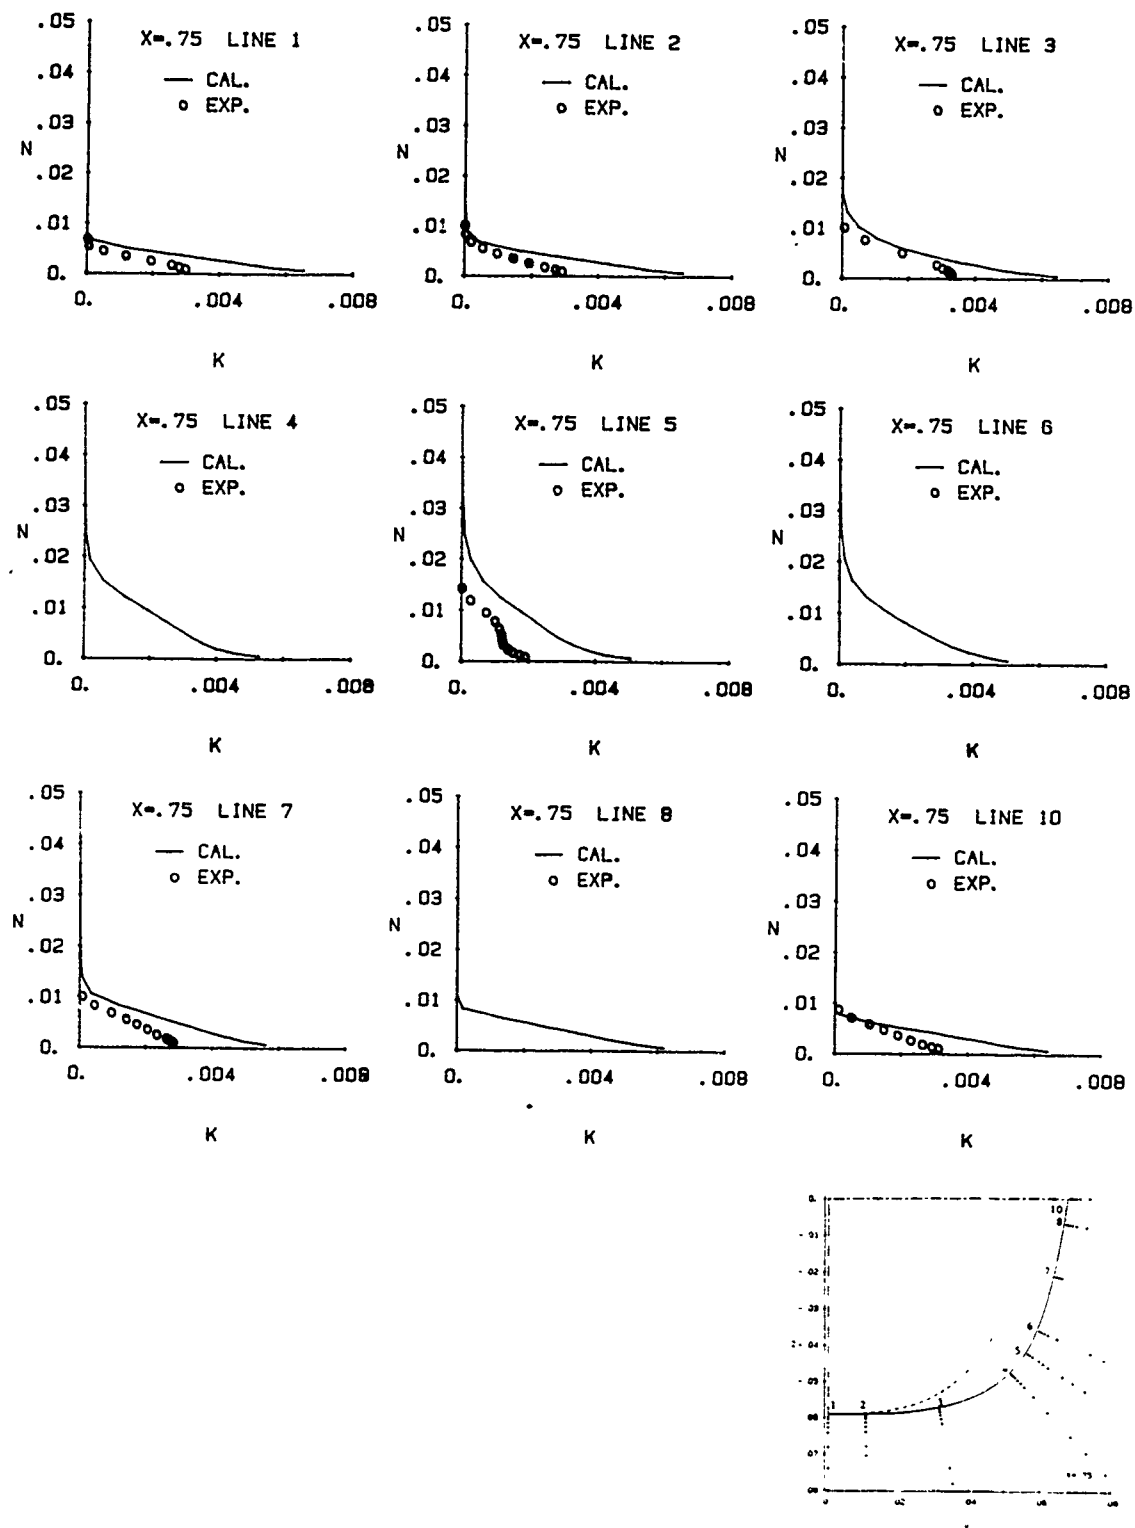 X=.75 LINE 1
— CAL.
o EXP.
.05
.04
.03
N
.02
.01
0.
0. .004 .008
K
X=.75 LINE 2
— CAL.
o EXP.
.05
.04
.03
N
.02
.01
0.
0. .004 .008
K
X=.75 LINE 3
— CAL.
o EXP.
.05
.04
.03
N
.02
.01
0.
0. .004 .008
K
X=.75 LINE 4
— CAL.
o EXP.
.05
.04
.03
N
.02
.01
0.
0. .004 .008
K
X=.75 LINE 5
— CAL.
o EXP.
.05
.04
.03
N
.02
.01
0.
0. .004 .008
K
X=.75 LINE 6
— CAL.
o EXP.
.05
.04
.03
N
.02
.01
0.
0. .004 .008
K
X=.75 LINE 7
— CAL.
o EXP.
.05
.04
.03
N
.02
.01
0.
0. .004 .008
K
X=.75 LINE 8
— CAL.
o EXP.
.05
.04
.03
N
.02
.01
0.
0. .004 .008
K
X=.75 LINE 10
— CAL.
o EXP.
.05
.04
.03
N
.02
.01
0.
0. .004 .008
K
0.
10
8
-.01
7
-.02
-.03
6
5
-.04
1 2